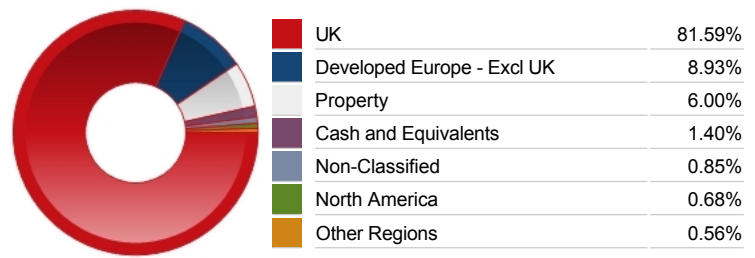 UK 81.59%
Developed Europe - Excl UK 8.93%
Property 6.00%
Cash and Equivalents 1.40%
Non-Classified 0.85%
North America 0.68%
Other Regions 0.56%